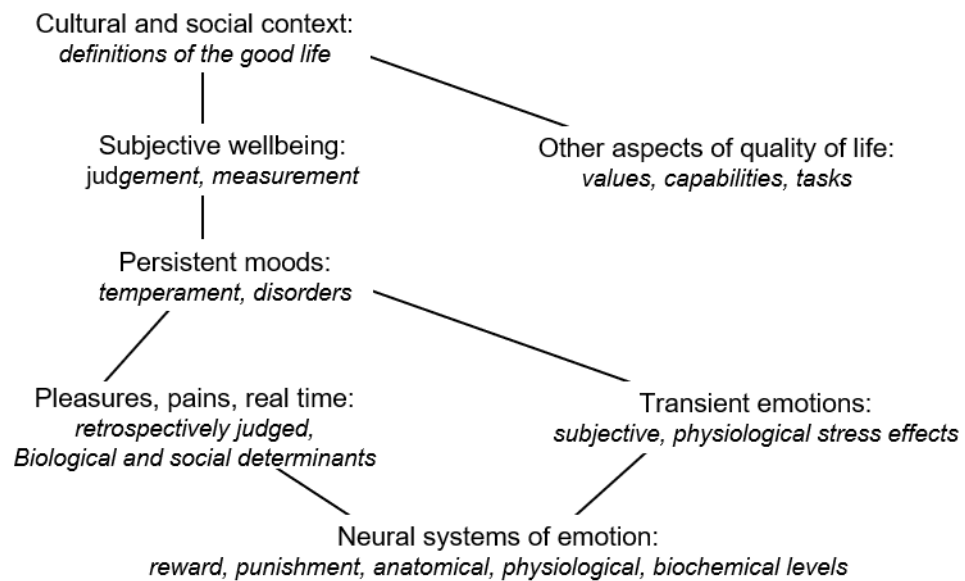 Cultural and social context:
definitions of the good life
Subjective wellbeing:
judgement, measurement
Other aspects of quality of life:
values, capabilities, tasks
Persistent moods:
temperament, disorders
Pleasures, pains, real time:
retrospectively judged,
Biological and social determinants
Transient emotions:
subjective, physiological stress effects
Neural systems of emotion:
reward, punishment, anatomical, physiological, biochemical levels